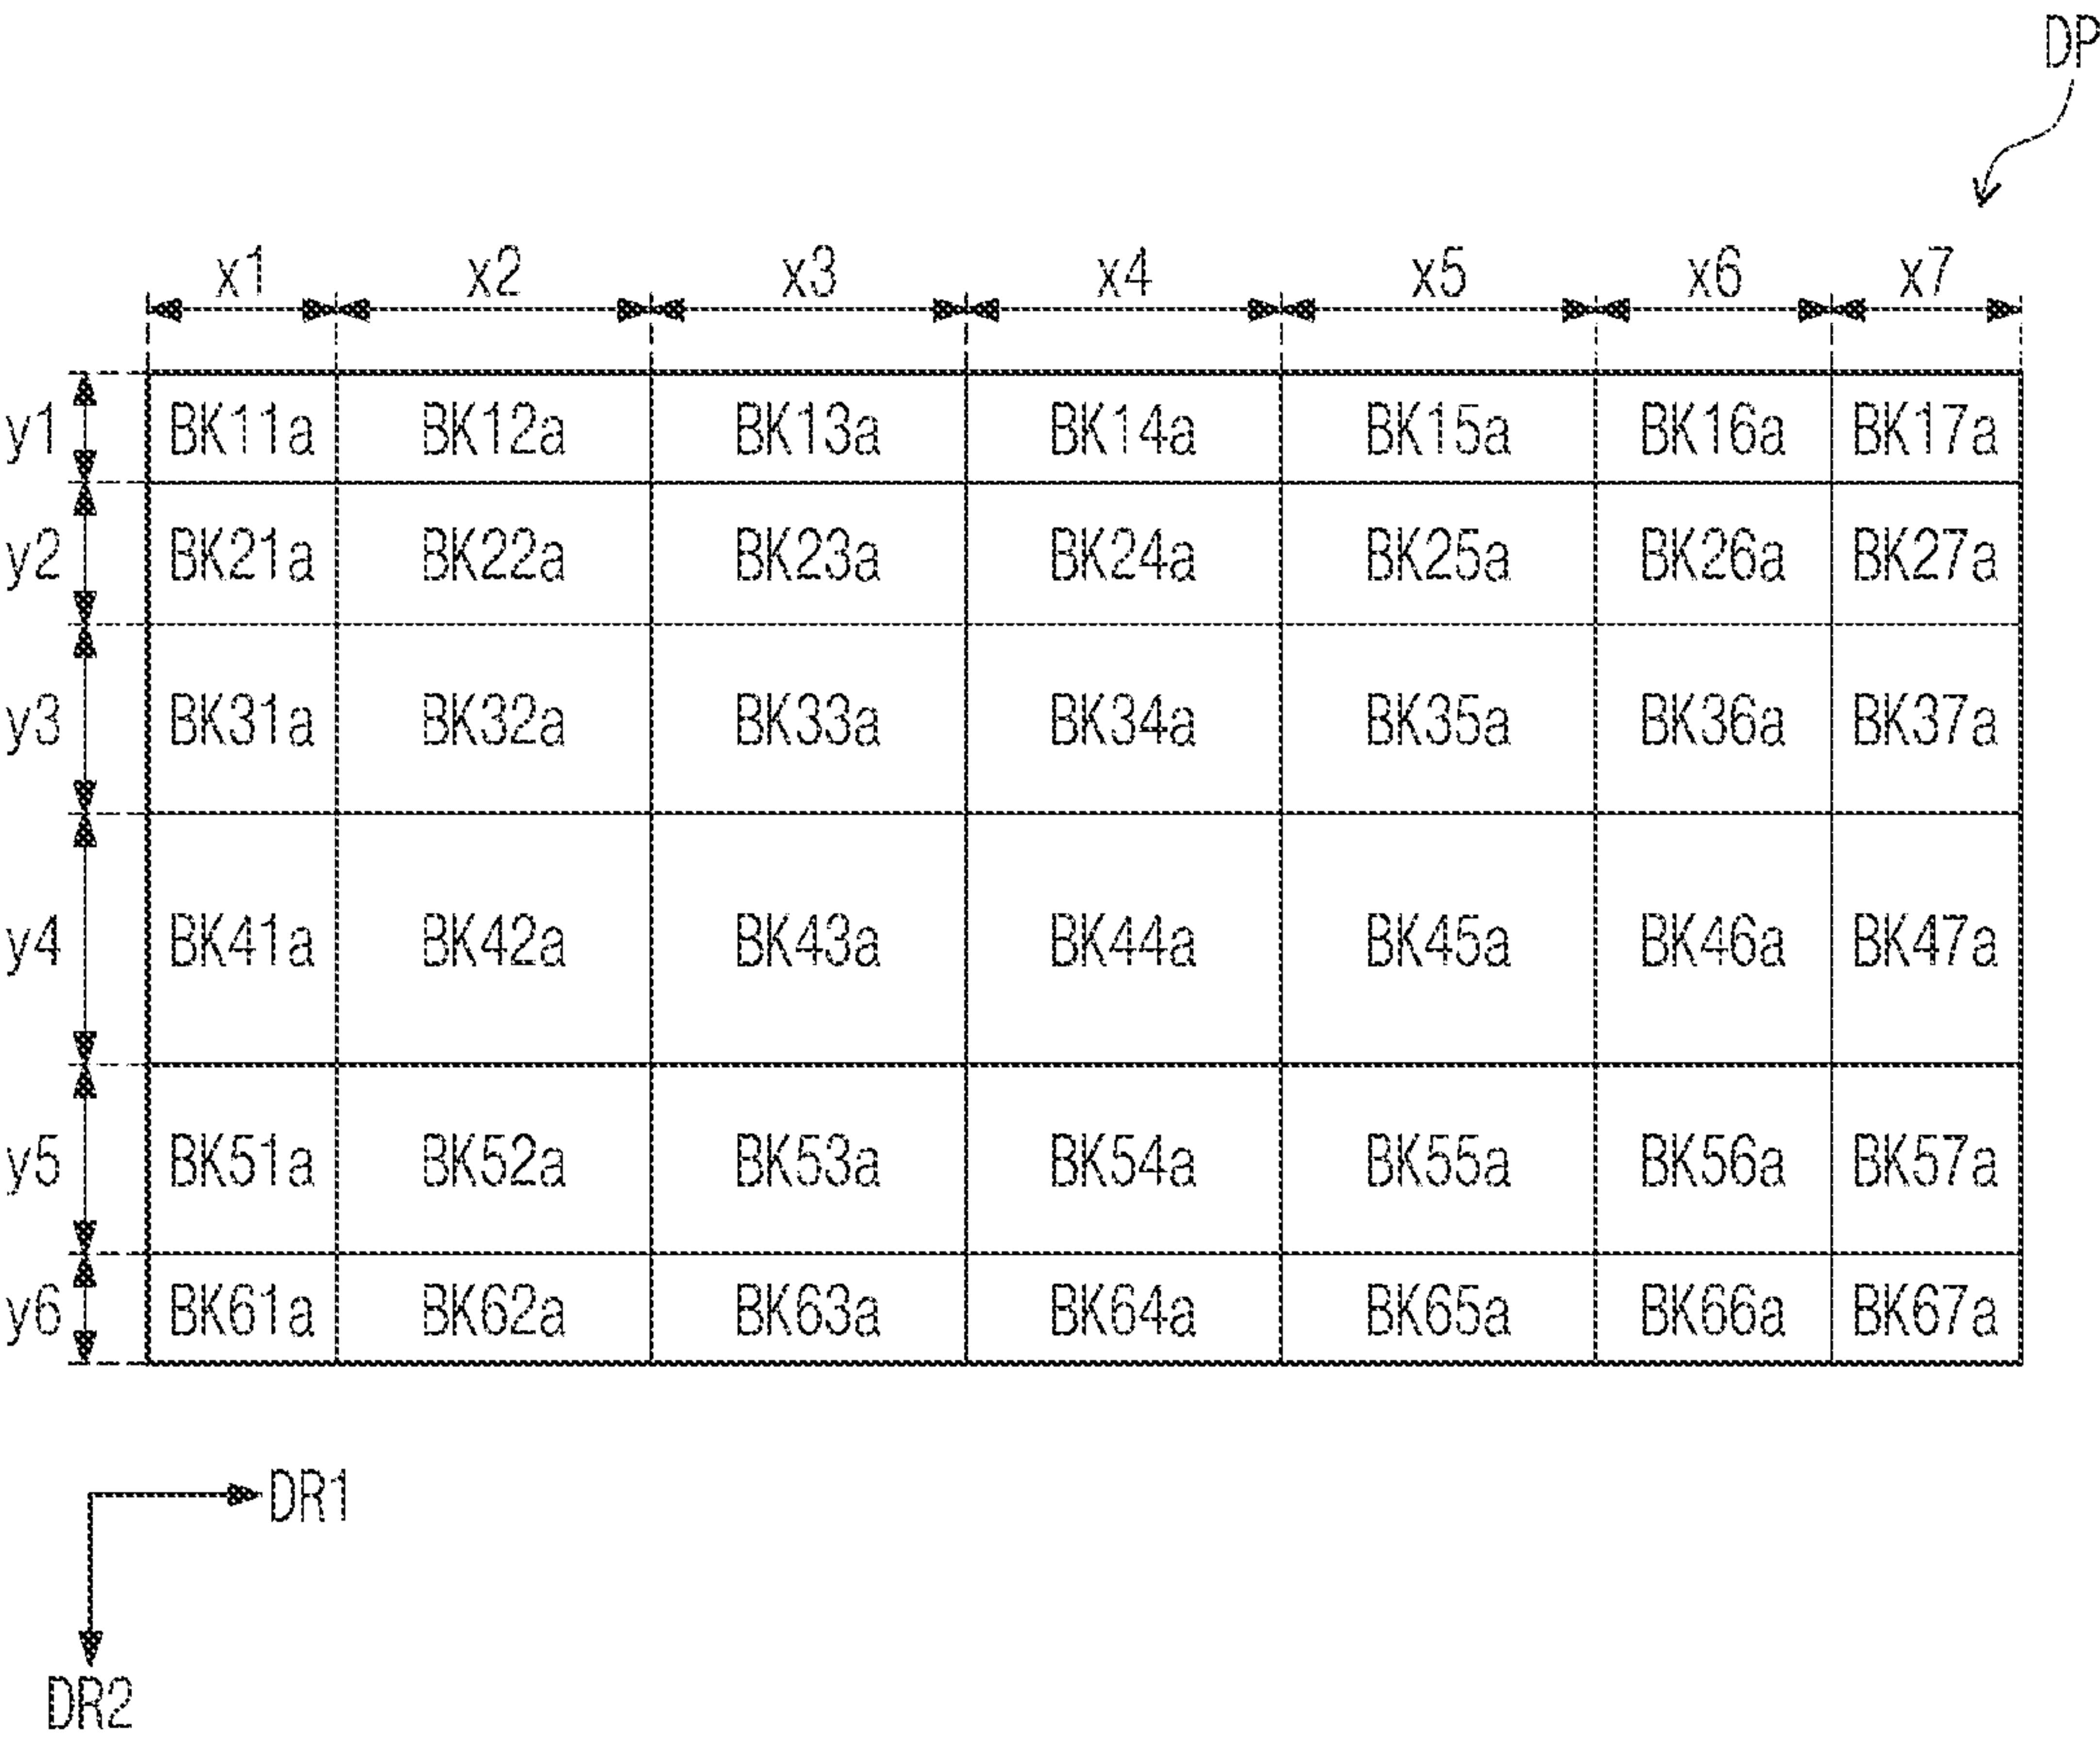 DP
x1 x2 x3 x4 x5 x6 x7
y1 BK11a BK12a BK13a BK14a BK15a BK16a BK17a
y2 BK21a BK22a BK23a BK24a BK25a BK26a BK27a
y3 BK31a BK32a BK33a BK34a BK35a BK36a BK37a
y4 BK41a BK42a BK43a BK44a BK45a BK46a BK47a
y5 BK51a BK52a BK53a BK54a BK55a BK56a BK57a
y6 BK61a BK62a BK63a BK64a BK65a BK66a BK67a
DR1
DR2